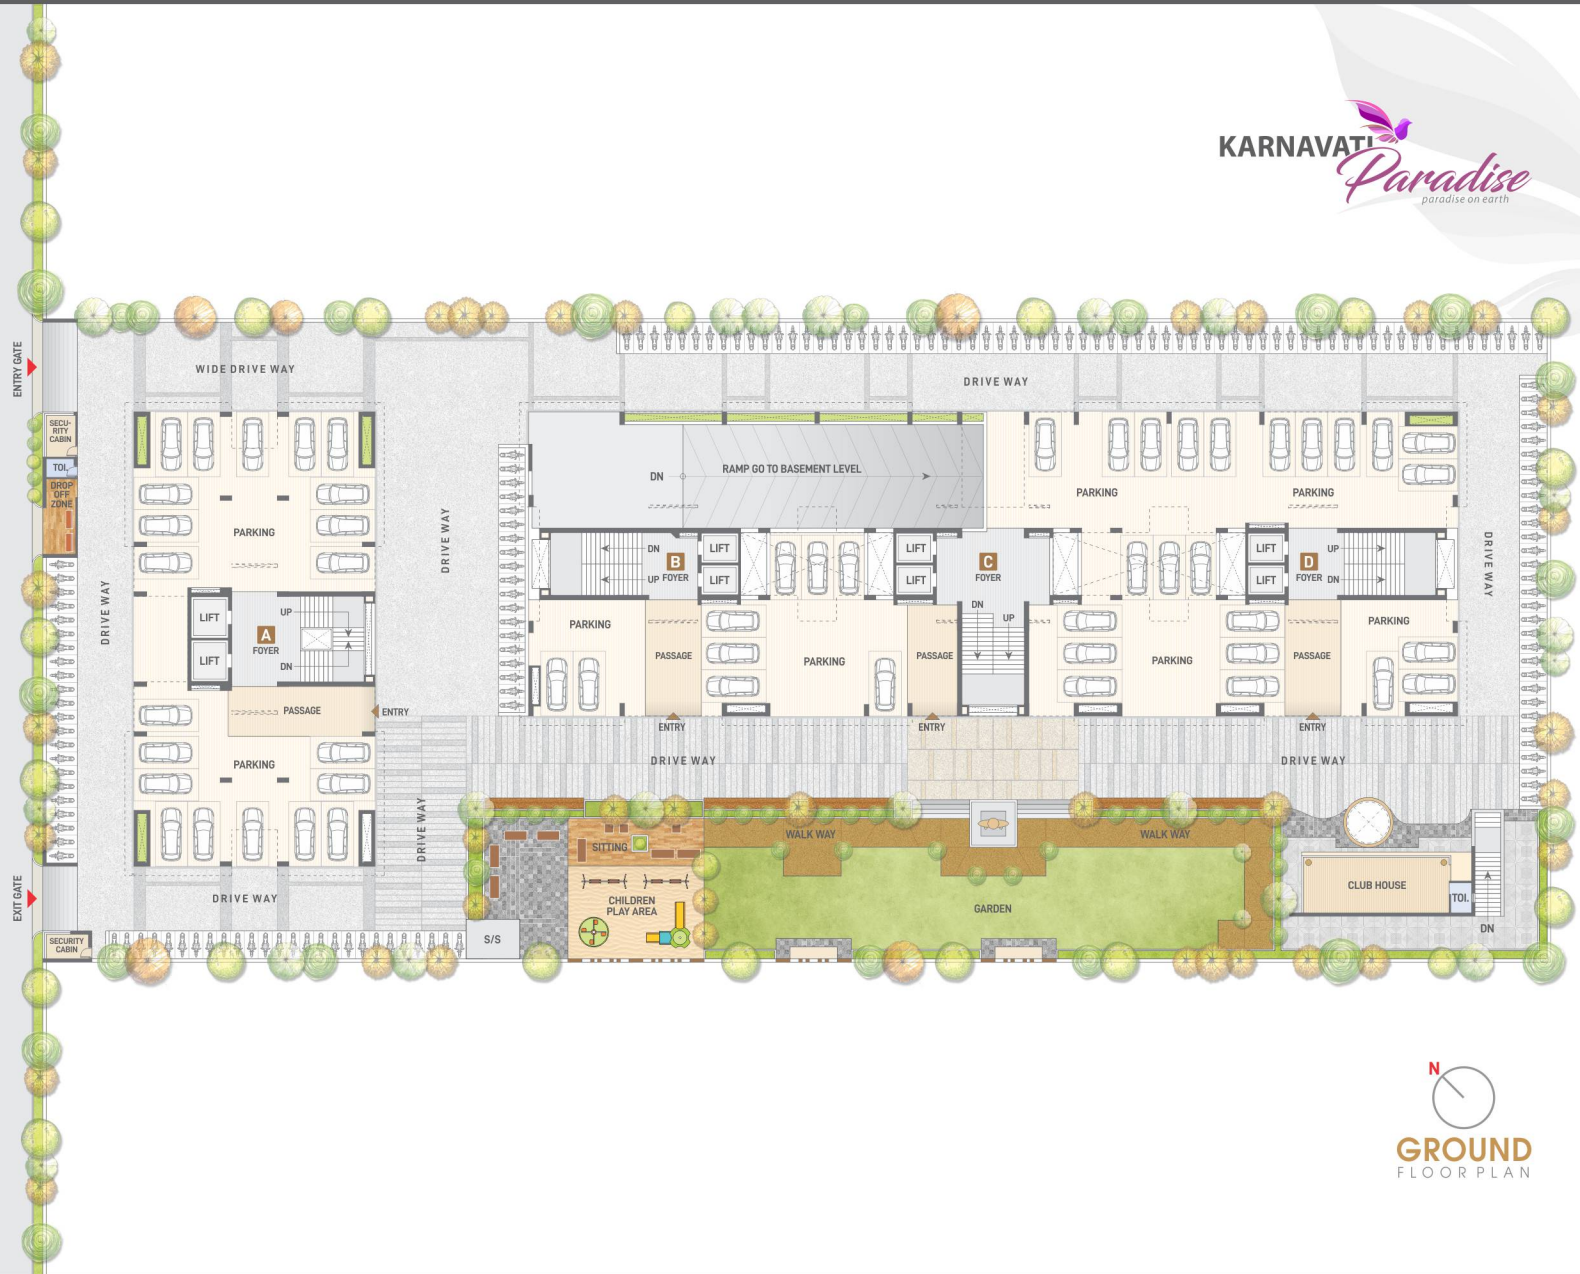 KARNAVATI
Paradise
paradise on earth
ENTRY GATE
WIDE DRIVE WAY
DRIVE WAY
SECU-
RITY
CABIN
TOI.
DROP
OFF
ZONE
PARKING
DRIVE WAY
DRIVE WAY
DN
RAMP GO TO BASEMENT LEVEL
PARKING
PARKING
DRIVE WAY
LIFT
LIFT
A
FOYER
UP
DN
DN
UP
B
FOYER
LIFT
LIFT
LIFT
LIFT
C
FOYER
DN
UP
LIFT
LIFT
D
FOYER
UP
DN
PARKING
PASSAGE
PARKING
PASSAGE
PARKING
PASSAGE
PARKING
PASSAGE
ENTRY
PARKING
ENTRY
ENTRY
ENTRY
DRIVE WAY
DRIVE WAY
DRIVE WAY
WALK WAY
WALK WAY
SITTING
CHILDREN
PLAY AREA
GARDEN
CLUB HOUSE
TOI.
DN
EXIT GATE
DRIVE WAY
SECURITY
CABIN
S/S
N
GROUND
FLOOR PLAN